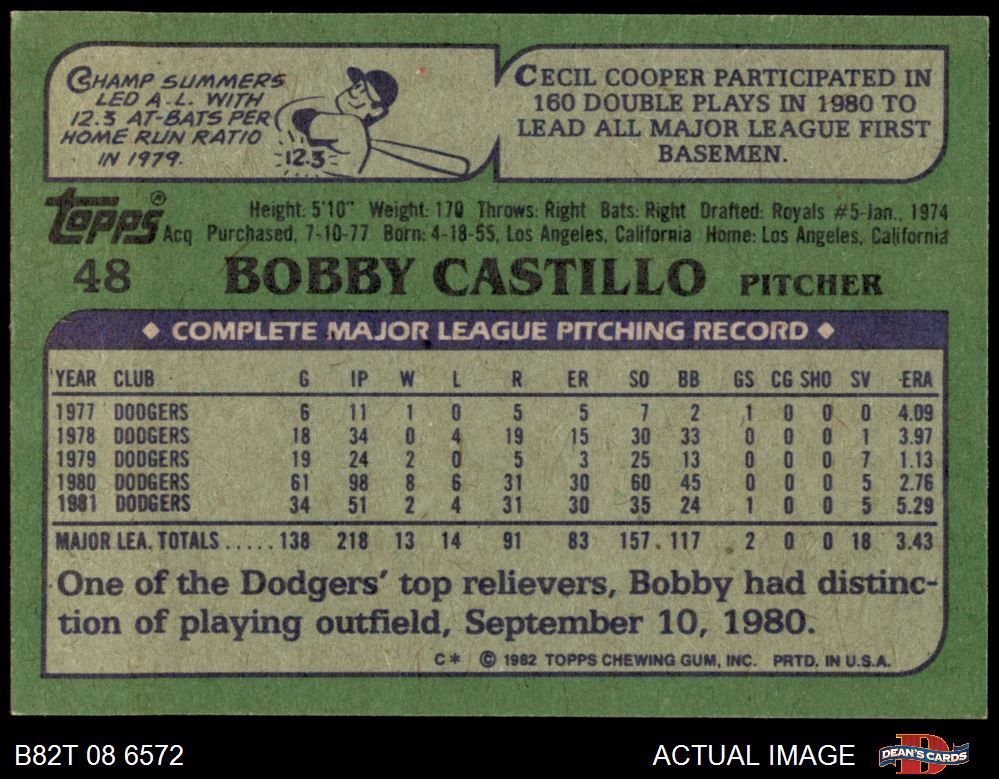 CHAMP SUMMERS
LED A.L. WITH
12.3 AT-BATS PER
HOME RUN RATIO
IN 1979.
12.3
CECIL COOPER PARTICIPATED IN
160 DOUBLE PLAYS IN 1980 TO
LEAD ALL MAJOR LEAGUE FIRST
BASEMEN.
topps®
Height: 5'10" Weight: 170 Throws: Right Bats: Right Drafted: Royals #5-Jan., 1974
Acq Purchased, 7-10-77 Born: 4-18-55, Los Angeles, California Home: Los Angeles, California
48 BOBBY CASTILLO PITCHER
◆ COMPLETE MAJOR LEAGUE PITCHING RECORD ◆
YEAR CLUB G IP W L R ER SO BB GS CG SHO SV ERA
1977 DODGERS 6 11 1 0 5 5 7 2 1 0 0 0 4.09
1978 DODGERS 18 34 0 4 19 15 30 33 0 0 0 1 3.97
1979 DODGERS 19 24 2 0 5 3 25 13 0 0 0 7 1.13
1980 DODGERS 61 98 8 6 31 30 60 45 0 0 0 5 2.76
1981 DODGERS 34 51 2 4 31 30 35 24 1 0 0 5 5.29
MAJOR LEA. TOTALS.....138 218 13 14 91 83 157 117 2 0 0 18 3.43
One of the Dodgers' top relievers, Bobby had distinc-
tion of playing outfield, September 10, 1980.
C* © 1982 TOPPS CHEWING GUM, INC. PRTD. IN U.S.A.
B82T 08 6572 ACTUAL IMAGE D DEAN'S CARDS